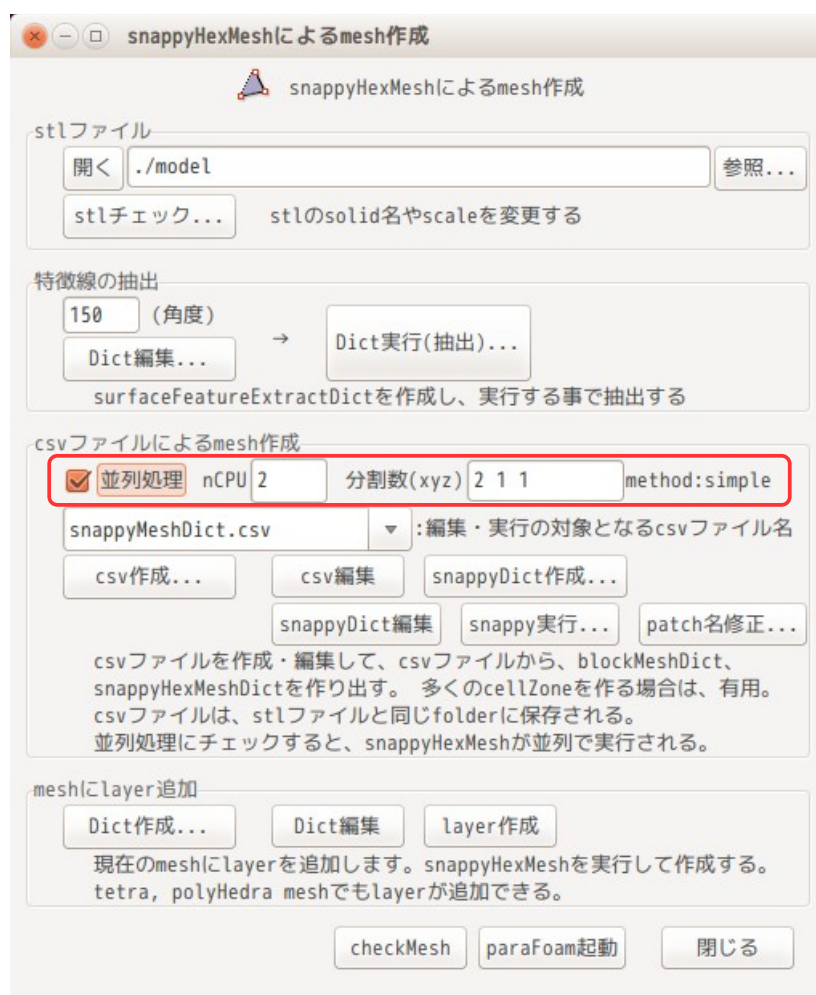 snappyHexMeshによるmesh作成
snappyHexMeshによるmesh作成
stlファイル
開く ./model 参照...
stlチェック... stlのsolid名やscaleを変更する
特徴線の抽出
150 (角度)
Dict編集... → Dict実行(抽出)...
surfaceFeatureExtractDictを作成し、実行する事で抽出する
csvファイルによるmesh作成
並列処理 nCPU 2 分割数(xyz) 2 1 1 method:simple
snappyMeshDict.csv :編集・実行の対象となるcsvファイル名
csv作成... csv編集 snappyDict作成...
snappyDict編集 snappy実行... patch名修正...
csvファイルを作成・編集して、csvファイルから、blockMeshDict、
snappyHexMeshDictを作り出す。 多くのcellZoneを作る場合は、有用。
csvファイルは、stlファイルと同じfolderに保存される。
並列処理にチェックすると、snappyHexMeshが並列で実行される。
meshにlayer追加
Dict作成... Dict編集 layer作成
現在のmeshにlayerを追加します。snappyHexMeshを実行して作成する。
tetra, polyHedra meshでもlayerが追加できる。
checkMesh paraFoam起動 閉じる